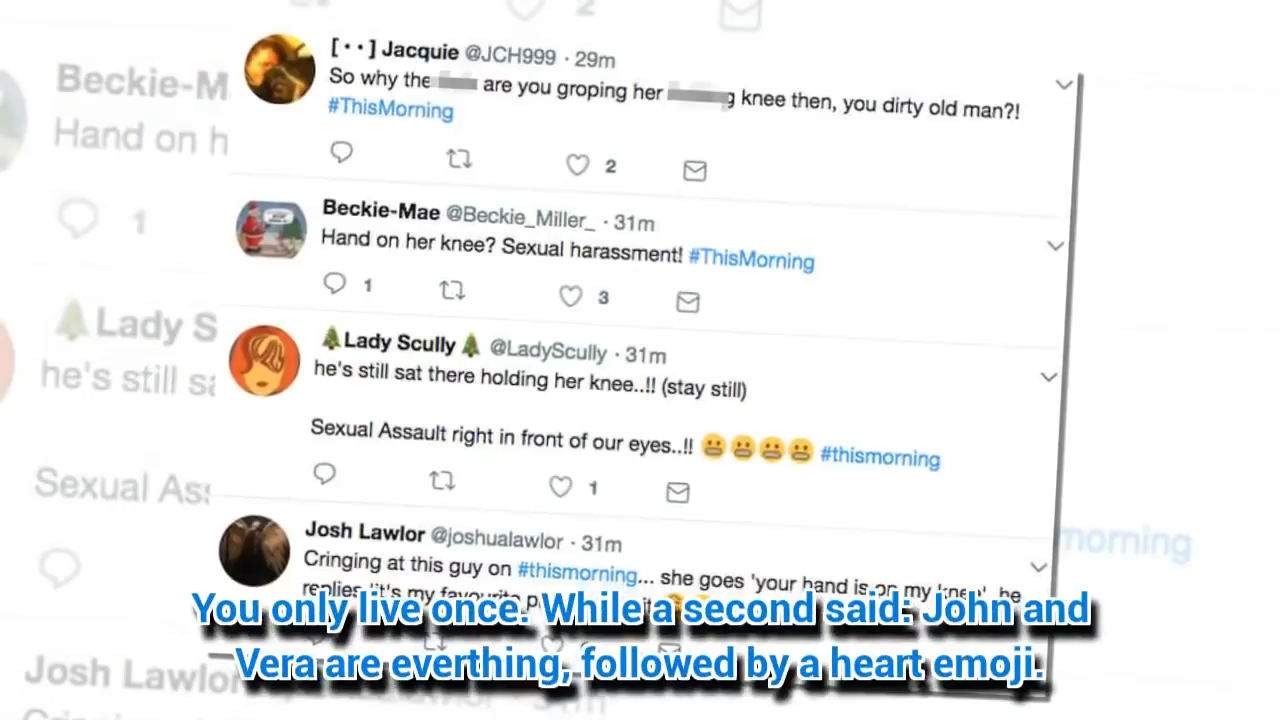 [··] Jacquie @JCH999 · 29m
So why the are you groping her g knee then, you dirty old man?!
#ThisMorning
2
Beckie-Mae @Beckie_Miller_ · 31m
Hand on her knee? Sexual harassment! #ThisMorning
1 3
🌲Lady Scully🌲 @LadyScully · 31m
he's still sat there holding her knee..!! (stay still)
Sexual Assault right in front of our eyes..!! 😬😬😬😬 #thismorning
1
Josh Lawlor @joshualawlor · 31m
Cringing at this guy on #thismorning... she goes 'your hand is on my knee', he
replies 'it's my favourite
You only live once. While a second said: John and
Vera are everthing, followed by a heart emoji.
2
Beckie-M
Hand on h
1
🌲Lady S
he's still sa
Sexual Ass
morning
Josh Lawlor
31m